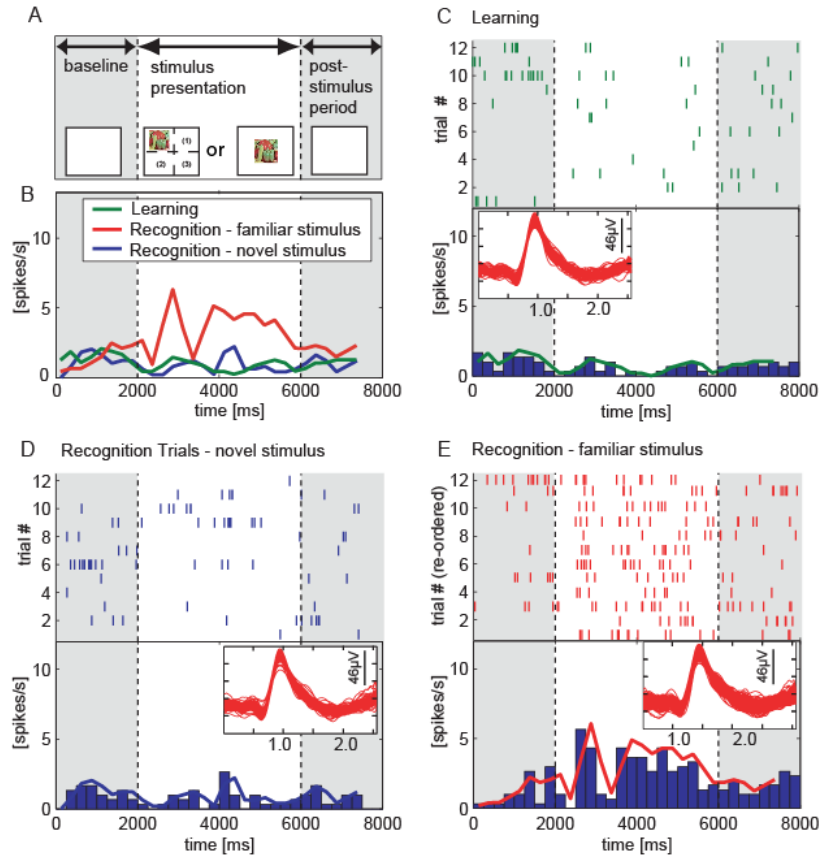 A
baseline
stimulus
presentation
post-
stimulus
period
(1)
(2)
(3)
or
B
Learning
Recognition - familiar stimulus
Recognition - novel stimulus
[spikes/s]
10
5
0
0
2000
4000
6000
8000
time [ms]
C Learning
trial #
12
10
8
6
4
2
[spikes/s]
10
5
0
46µV
1.0
2.0
0
2000
4000
6000
8000
time [ms]
D Recognition Trials - novel stimulus
trial #
12
10
8
6
4
2
[spikes/s]
10
5
0
46µV
1.0
2.0
0
2000
4000
6000
8000
time [ms]
E Recognition - familiar stimulus
trial # (re-ordered)
12
10
8
6
4
2
[spikes/s]
10
5
0
46µV
1.0
2.0
0
2000
4000
6000
8000
time [ms]